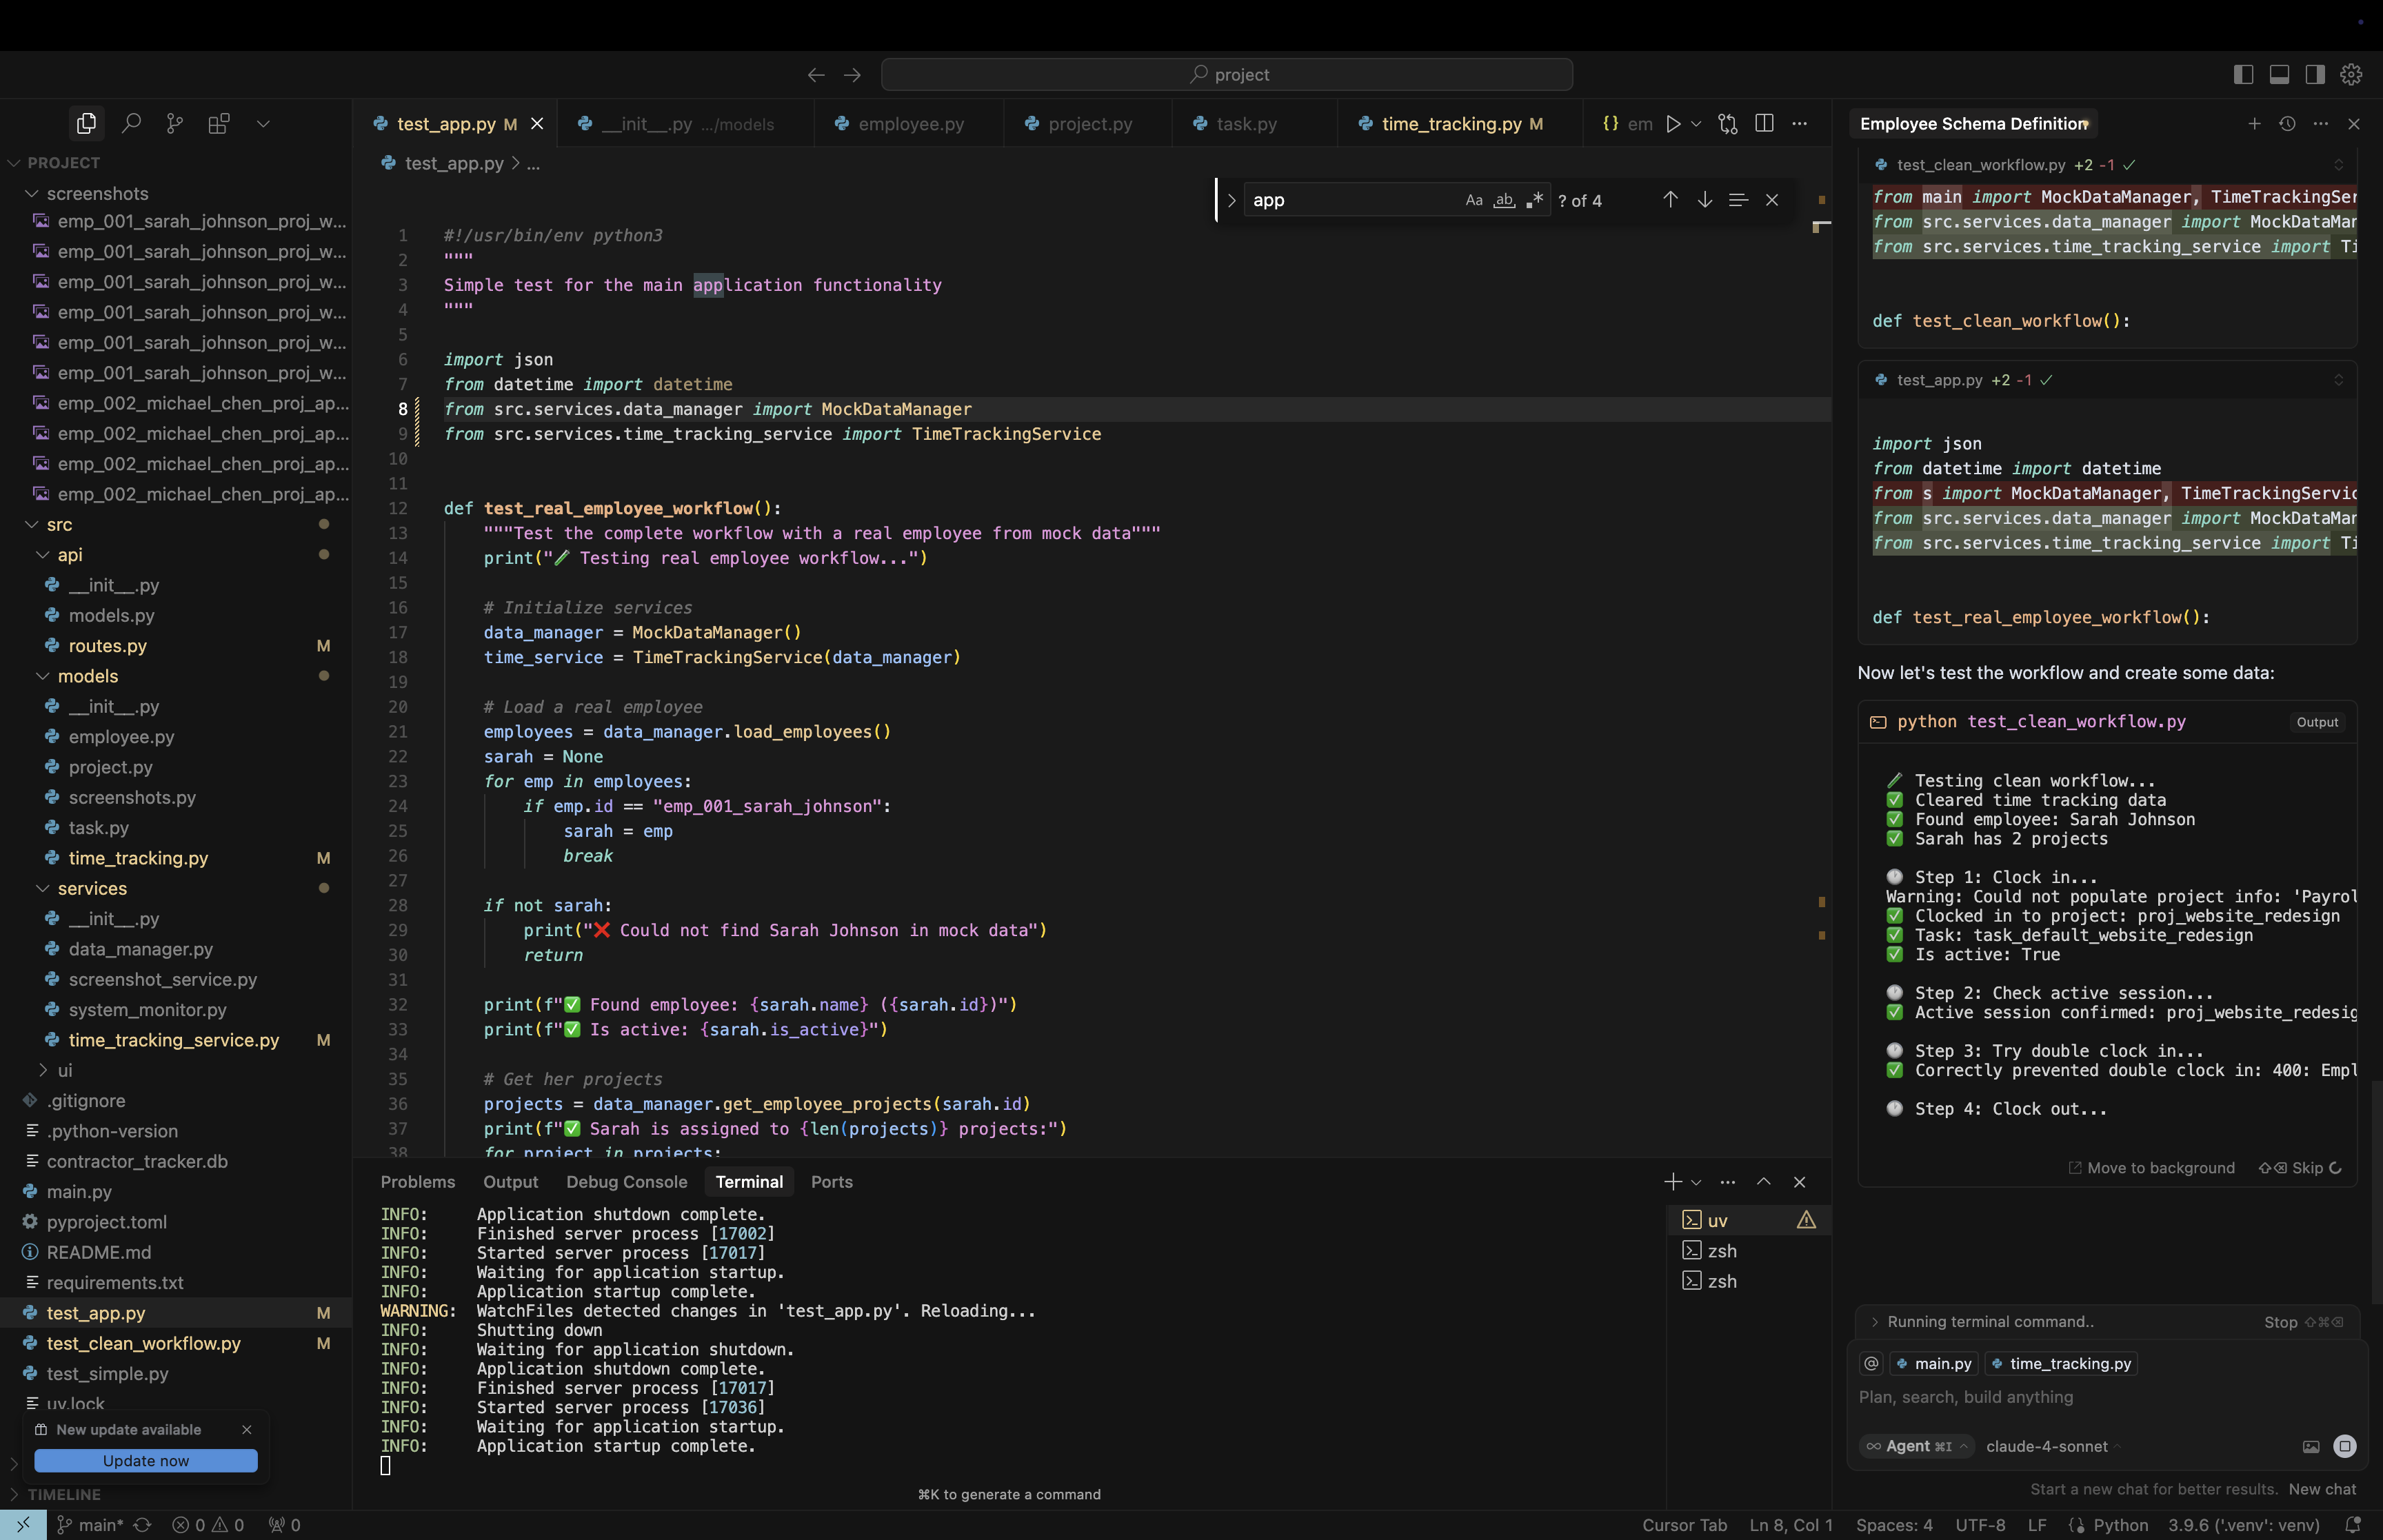 project
PROJECT
screenshots
emp_001_sarah_johnson_proj_w...
emp_001_sarah_johnson_proj_w...
emp_001_sarah_johnson_proj_w...
emp_001_sarah_johnson_proj_w...
emp_001_sarah_johnson_proj_w...
emp_001_sarah_johnson_proj_w...
emp_002_michael_chen_proj_ap...
emp_002_michael_chen_proj_ap...
emp_002_michael_chen_proj_ap...
emp_002_michael_chen_proj_ap...
src
api
__init__.py
models.py
routes.py M
models
__init__.py
employee.py
project.py
screenshots.py
task.py
time_tracking.py M
services
__init__.py
data_manager.py
screenshot_service.py
system_monitor.py
time_tracking_service.py M
ui
.gitignore
.python-version
contractor_tracker.db
main.py
pyproject.toml
README.md
requirements.txt
test_app.py M
test_clean_workflow.py M
test_simple.py
uv.lock
New update available
Update now
TIMELINE
test_app.py M __init__.py .../models employee.py project.py task.py time_tracking.py M {} em
test_app.py > ...
app Aa ab .* ? of 4
1 #!/usr/bin/env python3
2 """
3 Simple test for the main application functionality
4 """
5
6 import json
7 from datetime import datetime
8 from src.services.data_manager import MockDataManager
9 from src.services.time_tracking_service import TimeTrackingService
10
11
12 def test_real_employee_workflow():
13 """Test the complete workflow with a real employee from mock data"""
14 print("🧪 Testing real employee workflow...")
15
16 # Initialize services
17 data_manager = MockDataManager()
18 time_service = TimeTrackingService(data_manager)
19
20 # Load a real employee
21 employees = data_manager.load_employees()
22 sarah = None
23 for emp in employees:
24 if emp.id == "emp_001_sarah_johnson":
25 sarah = emp
26 break
27
28 if not sarah:
29 print("❌ Could not find Sarah Johnson in mock data")
30 return
31
32 print(f"✅ Found employee: {sarah.name} ({sarah.id})")
33 print(f"✅ Is active: {sarah.is_active}")
34
35 # Get her projects
36 projects = data_manager.get_employee_projects(sarah.id)
37 print(f"✅ Sarah is assigned to {len(projects)} projects:")
38 for project in projects:
Problems Output Debug Console Terminal Ports
INFO: Application shutdown complete.
INFO: Finished server process [17002]
INFO: Started server process [17017]
INFO: Waiting for application startup.
INFO: Application startup complete.
WARNING: WatchFiles detected changes in 'test_app.py'. Reloading...
INFO: Shutting down
INFO: Waiting for application shutdown.
INFO: Application shutdown complete.
INFO: Finished server process [17017]
INFO: Started server process [17036]
INFO: Waiting for application startup.
INFO: Application startup complete.
⌘K to generate a command
uv
zsh
zsh
Employee Schema Definition
test_clean_workflow.py +2 -1 ✓
from main import MockDataManager, TimeTrackingSer
from src.services.data_manager import MockDataMar
from src.services.time_tracking_service import Ti
def test_clean_workflow():
test_app.py +2 -1 ✓
import json
from datetime import datetime
from s import MockDataManager, TimeTrackingServic
from src.services.data_manager import MockDataMar
from src.services.time_tracking_service import Ti
def test_real_employee_workflow():
Now let's test the workflow and create some data:
python test_clean_workflow.py Output
🧪 Testing clean workflow...
✅ Cleared time tracking data
✅ Found employee: Sarah Johnson
✅ Sarah has 2 projects
🕐 Step 1: Clock in...
Warning: Could not populate project info: 'Payrol
✅ Clocked in to project: proj_website_redesign
✅ Task: task_default_website_redesign
✅ Is active: True
🕐 Step 2: Check active session...
✅ Active session confirmed: proj_website_redesig
🕐 Step 3: Try double clock in...
✅ Correctly prevented double clock in: 400: Empl
🕐 Step 4: Clock out...
Move to background ⇧⌫ Skip
Running terminal command.. Stop ⇧⌘⌫
@ main.py time_tracking.py
Plan, search, build anything
∞ Agent ⌘I claude-4-sonnet
Start a new chat for better results. New chat
main* 0 0 0 Cursor Tab Ln 8, Col 1 Spaces: 4 UTF-8 LF Python 3.9.6 ('.venv': venv)